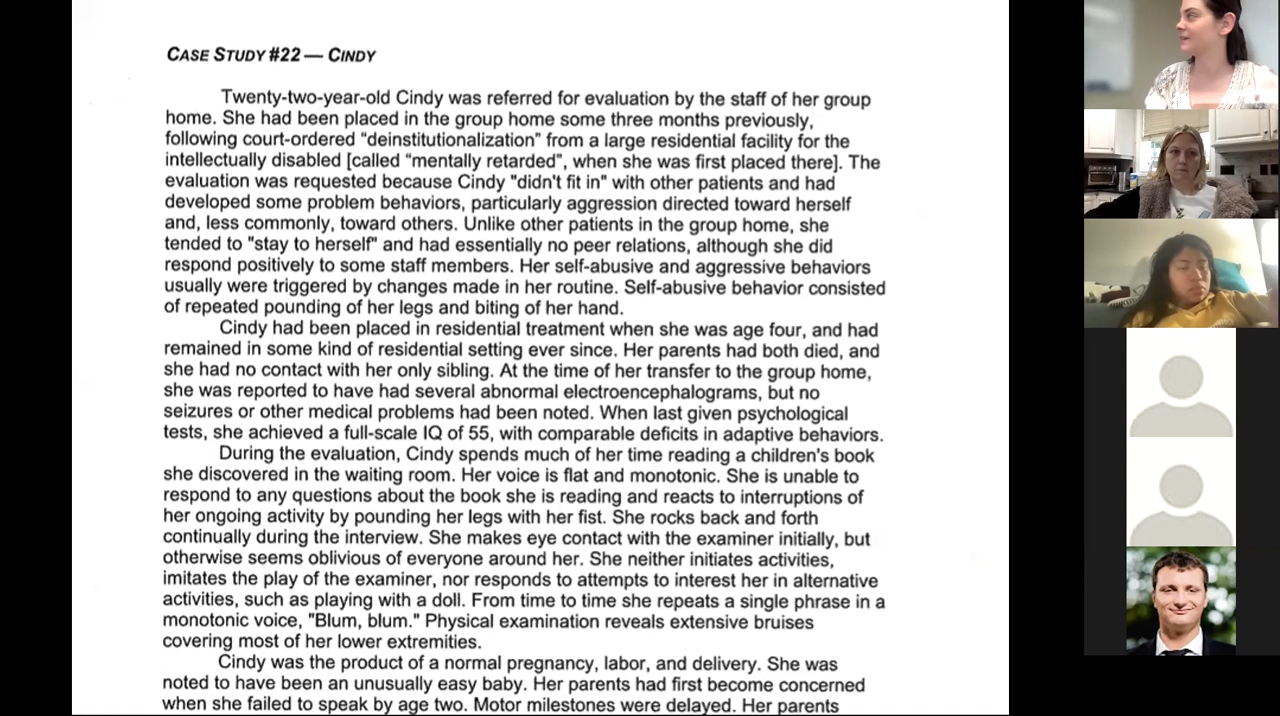 CASE STUDY #22 — CINDY
Twenty-two-year-old Cindy was referred for evaluation by the staff of her group
home. She had been placed in the group home some three months previously,
following court-ordered "deinstitutionalization" from a large residential facility for the
intellectually disabled [called "mentally retarded", when she was first placed there]. The
evaluation was requested because Cindy "didn't fit in" with other patients and had
developed some problem behaviors, particularly aggression directed toward herself
and, less commonly, toward others. Unlike other patients in the group home, she
tended to "stay to herself" and had essentially no peer relations, although she did
respond positively to some staff members. Her self-abusive and aggressive behaviors
usually were triggered by changes made in her routine. Self-abusive behavior consisted
of repeated pounding of her legs and biting of her hand.
Cindy had been placed in residential treatment when she was age four, and had
remained in some kind of residential setting ever since. Her parents had both died, and
she had no contact with her only sibling. At the time of her transfer to the group home,
she was reported to have had several abnormal electroencephalograms, but no
seizures or other medical problems had been noted. When last given psychological
tests, she achieved a full-scale IQ of 55, with comparable deficits in adaptive behaviors.
During the evaluation, Cindy spends much of her time reading a children's book
she discovered in the waiting room. Her voice is flat and monotonic. She is unable to
respond to any questions about the book she is reading and reacts to interruptions of
her ongoing activity by pounding her legs with her fist. She rocks back and forth
continually during the interview. She makes eye contact with the examiner initially, but
otherwise seems oblivious of everyone around her. She neither initiates activities,
imitates the play of the examiner, nor responds to attempts to interest her in alternative
activities, such as playing with a doll. From time to time she repeats a single phrase in a
monotonic voice, "Blum, blum." Physical examination reveals extensive bruises
covering most of her lower extremities.
Cindy was the product of a normal pregnancy, labor, and delivery. She was
noted to have been an unusually easy baby. Her parents had first become concerned
when she failed to speak by age two. Motor milestones were delayed. Her parents